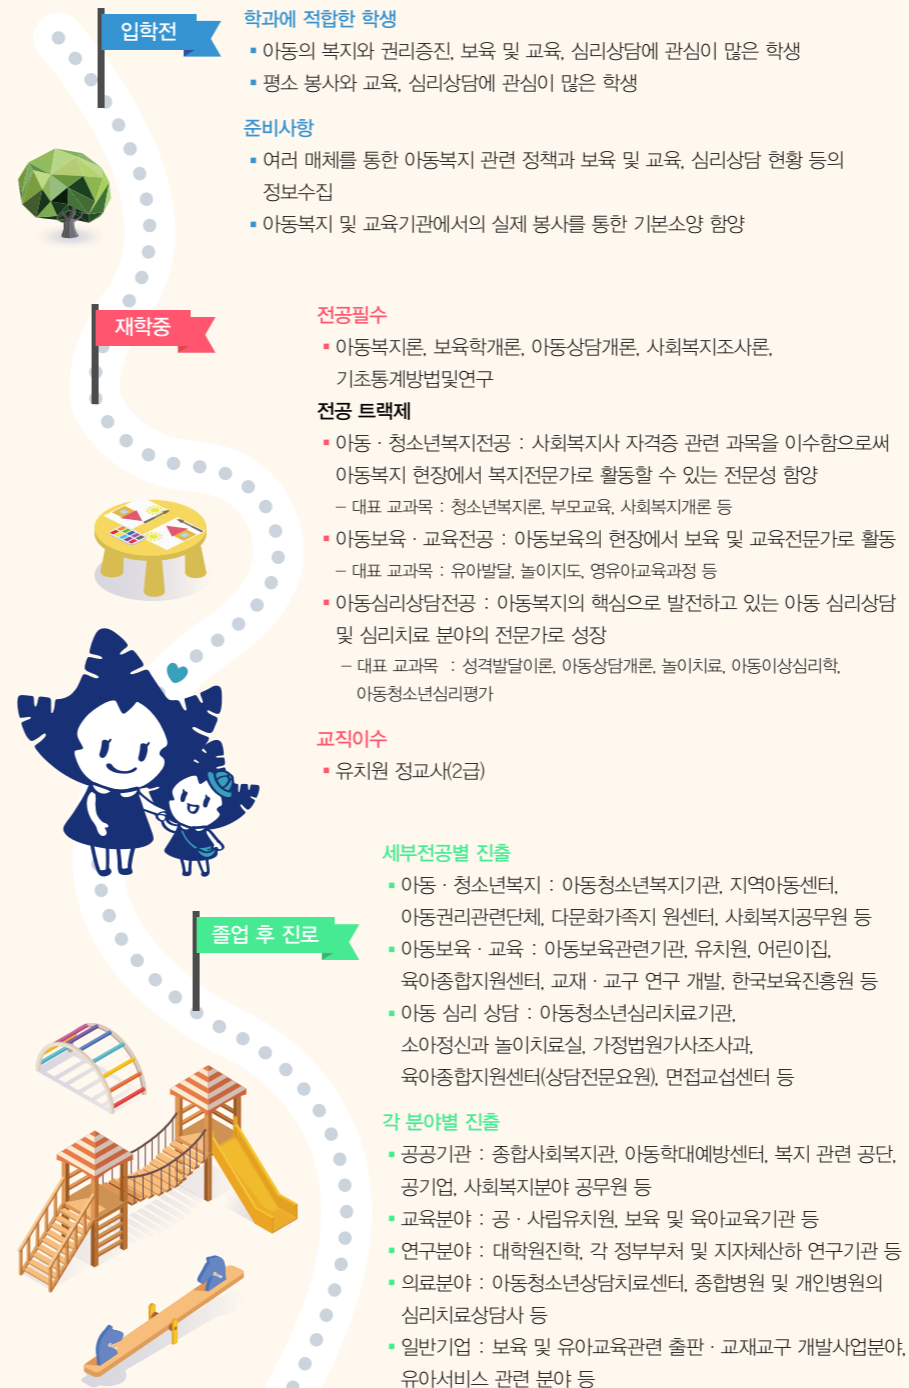 입학전
학과에 적합한 학생
▪ 아동의 복지와 권리증진, 보육 및 교육, 심리상담에 관심이 많은 학생
▪ 평소 봉사와 교육, 심리상담에 관심이 많은 학생
준비사항
▪ 여러 매체를 통한 아동복지 관련 정책과 보육 및 교육, 심리상담 현황 등의
정보수집
▪ 아동복지 및 교육기관에서의 실제 봉사를 통한 기본소양 함양
재학중
전공필수
▪ 아동복지론, 보육학개론, 아동상담개론, 사회복지조사론,
기초통계방법및연구
전공 트랙제
▪ 아동 · 청소년복지전공 : 사회복지사 자격증 관련 과목을 이수함으로써
아동복지 현장에서 복지전문가로 활동할 수 있는 전문성 함양
– 대표 교과목 : 청소년복지론, 부모교육, 사회복지개론 등
▪ 아동보육 · 교육전공 : 아동보육의 현장에서 보육 및 교육전문가로 활동
– 대표 교과목 : 유아발달, 놀이지도, 영유아교육과정 등
▪ 아동심리상담전공 : 아동복지의 핵심으로 발전하고 있는 아동 심리상담
및 심리치료 분야의 전문가로 성장
– 대표 교과목 : 성격발달이론, 아동상담개론, 놀이치료, 아동이상심리학,
아동청소년심리평가
교직이수
▪ 유치원 정교사(2급)
졸업 후 진로
세부전공별 진출
▪ 아동 · 청소년복지 : 아동청소년복지기관, 지역아동센터,
아동권리관련단체, 다문화가족지 원센터, 사회복지공무원 등
▪ 아동보육 · 교육 : 아동보육관련기관, 유치원, 어린이집,
육아종합지원센터, 교재 · 교구 연구 개발, 한국보육진흥원 등
▪ 아동 심리 상담 : 아동청소년심리치료기관,
소아정신과 놀이치료실, 가정법원가사조사과,
육아종합지원센터(상담전문요원), 면접교섭센터 등
각 분야별 진출
▪ 공공기관 : 종합사회복지관, 아동학대예방센터, 복지 관련 공단,
공기업, 사회복지분야 공무원 등
▪ 교육분야 : 공 · 사립유치원, 보육 및 육아교육기관 등
▪ 연구분야 : 대학원진학, 각 정부부처 및 지자체산하 연구기관 등
▪ 의료분야 : 아동청소년상담치료센터, 종합병원 및 개인병원의
심리치료상담사 등
▪ 일반기업 : 보육 및 유아교육관련 출판 · 교재교구 개발사업분야,
유아서비스 관련 분야 등